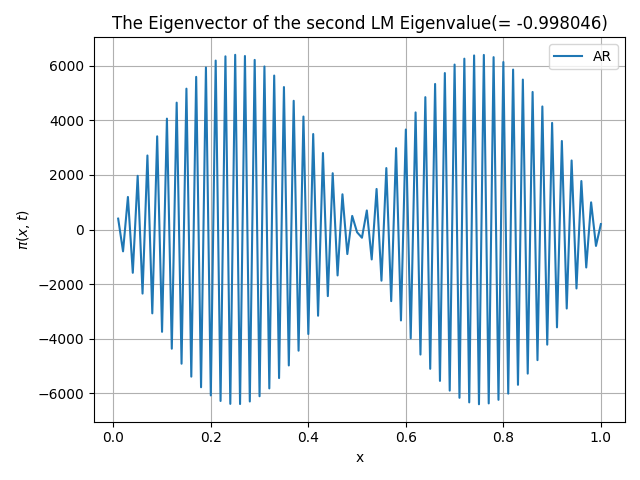 The Eigenvector of the second LM Eigenvalue(= -0.998046)
AR
6000
4000
2000
0
−2000
−4000
−6000
π(x, t)
0.0 0.2 0.4 0.6 0.8 1.0
x